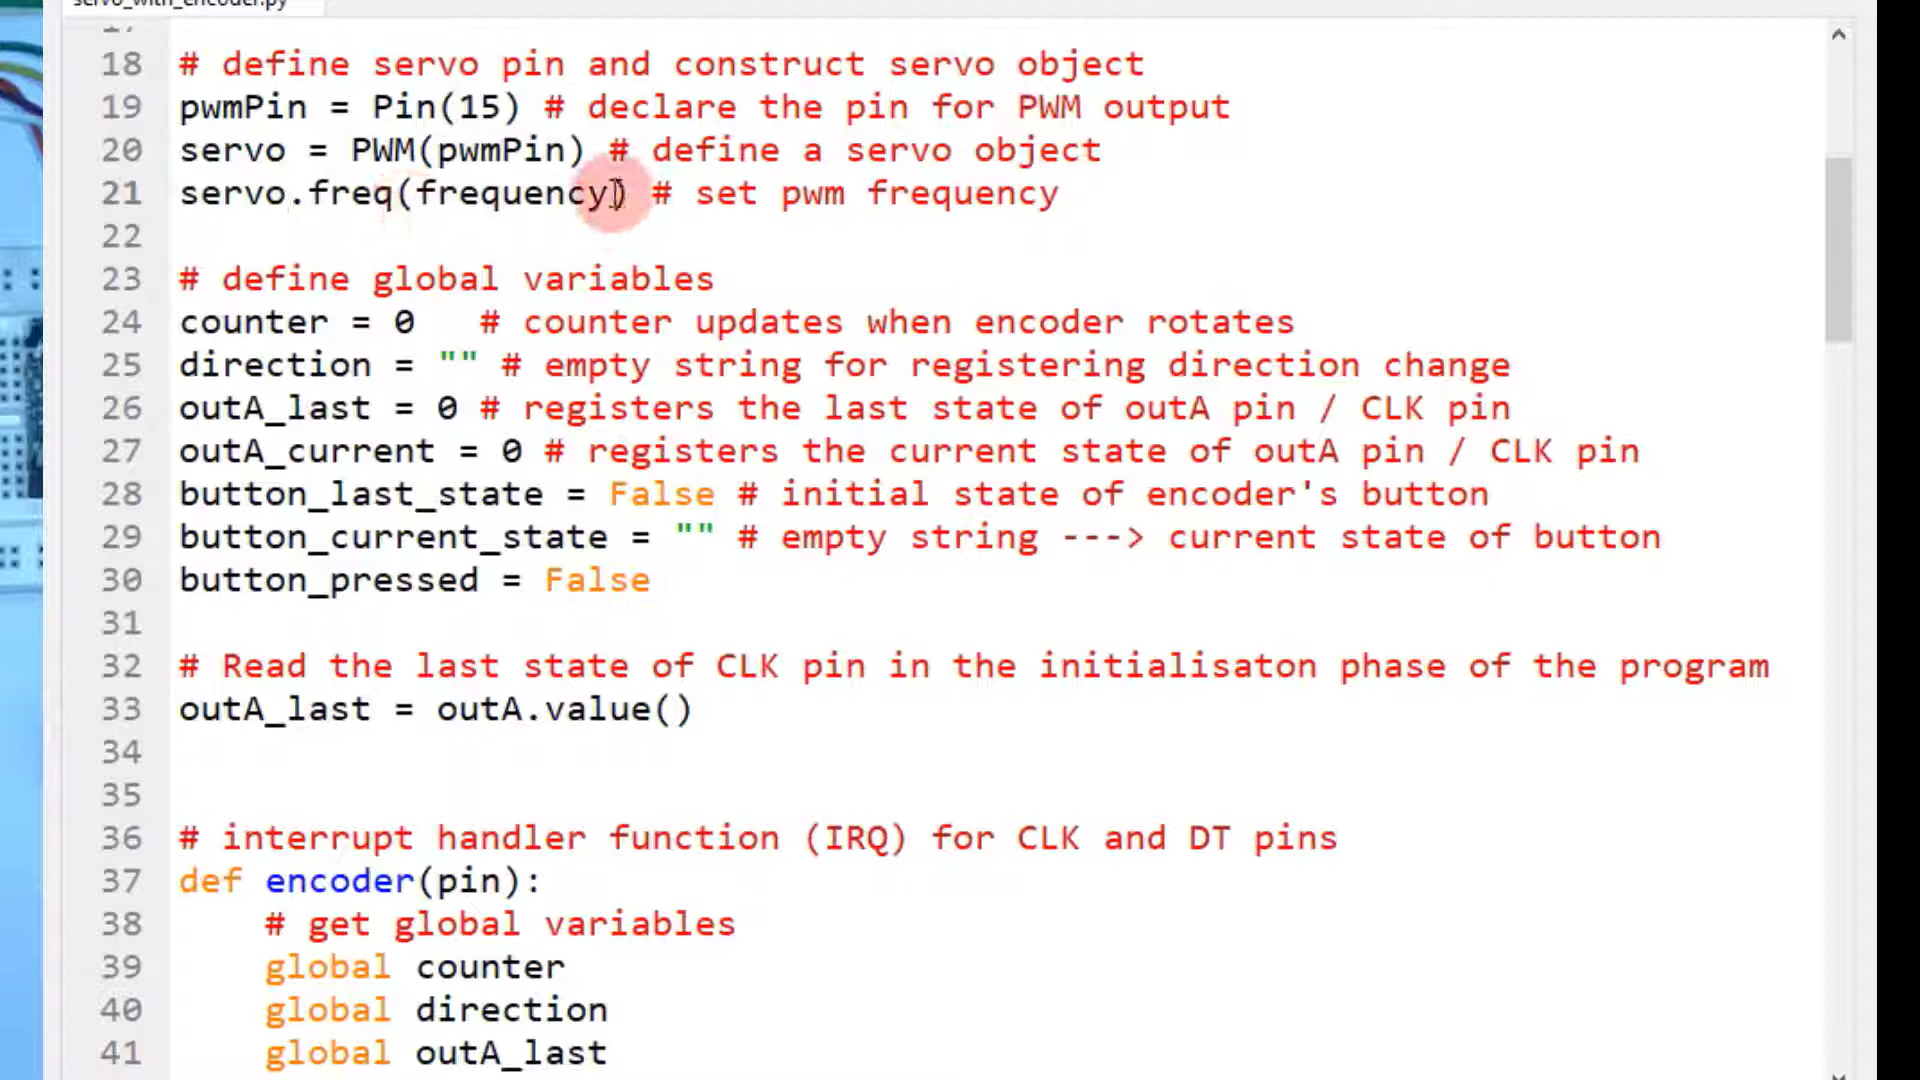 servo_with_encoder.py
17
18 # define servo pin and construct servo object
19 pwmPin = Pin(15) # declare the pin for PWM output
20 servo = PWM(pwmPin) # define a servo object
21 servo.freq(frequency) # set pwm frequency
22
23 # define global variables
24 counter = 0   # counter updates when encoder rotates
25 direction = "" # empty string for registering direction change
26 outA_last = 0 # registers the last state of outA pin / CLK pin
27 outA_current = 0 # registers the current state of outA pin / CLK pin
28 button_last_state = False # initial state of encoder's button
29 button_current_state = "" # empty string ---> current state of button
30 button_pressed = False
31
32 # Read the last state of CLK pin in the initialisaton phase of the program
33 outA_last = outA.value()
34
35
36 # interrupt handler function (IRQ) for CLK and DT pins
37 def encoder(pin):
38     # get global variables
39     global counter
40     global direction
41     global outA_last